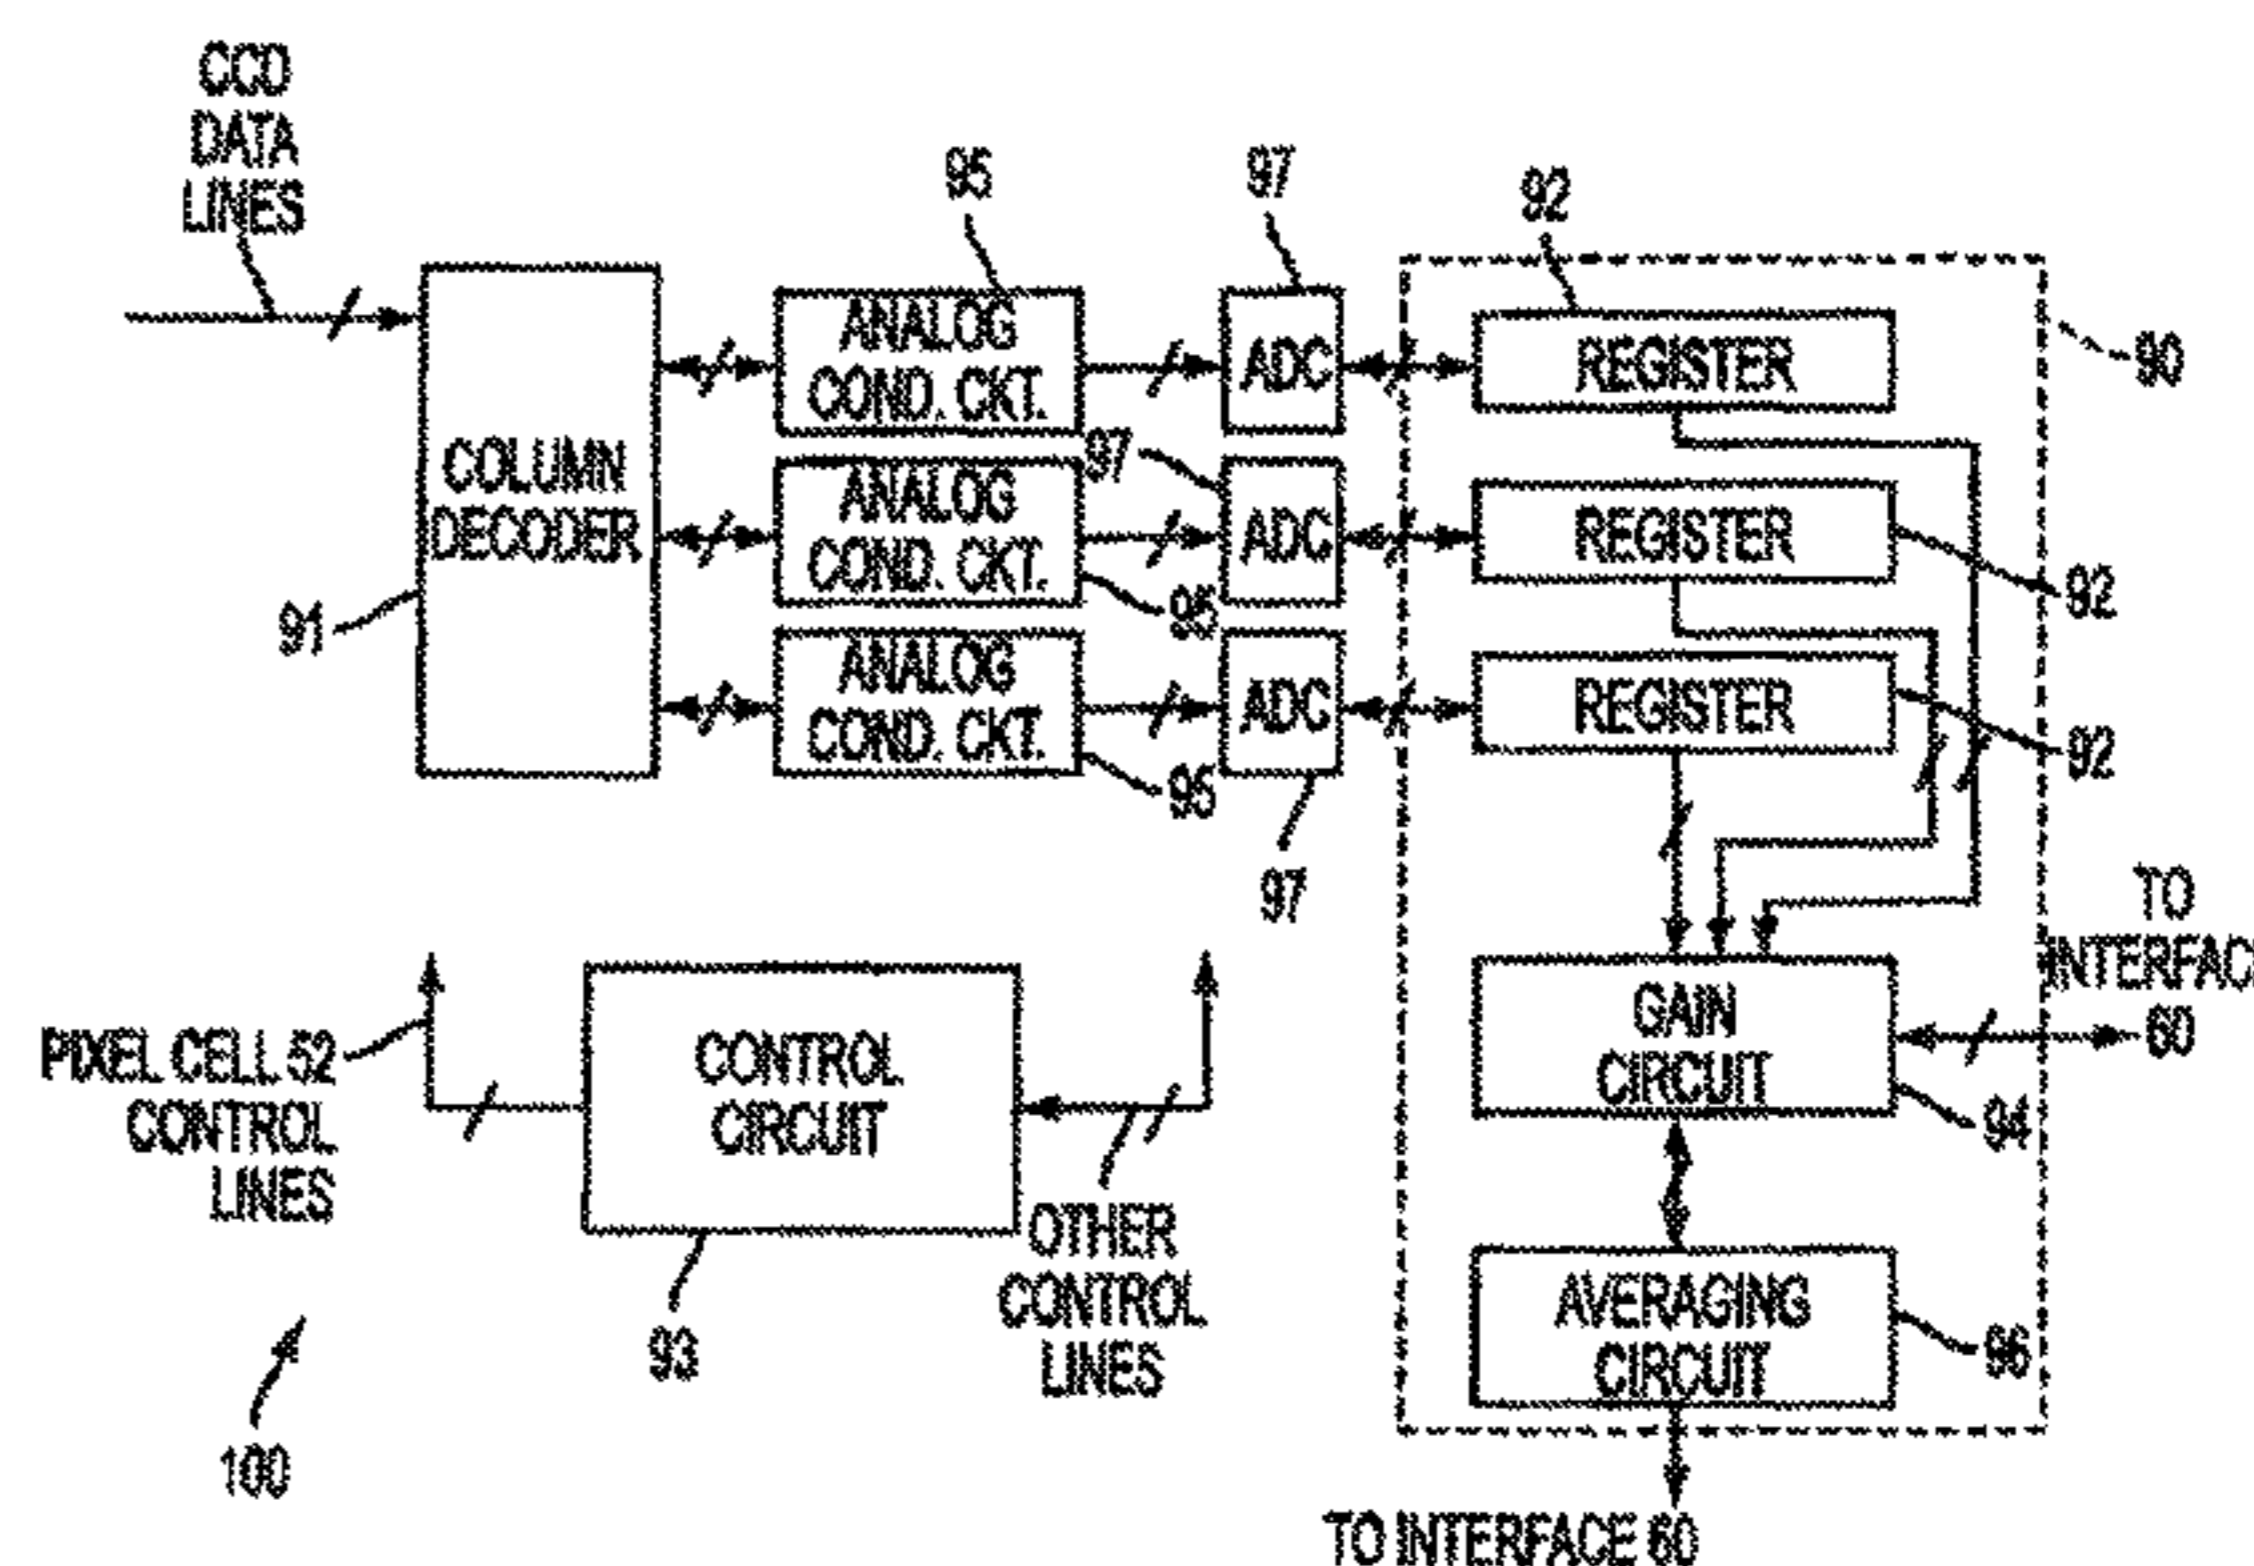 CCD
DATA
LINES
95
97
92
ANALOG
COND. CKT.
ADC
REGISTER
90
COLUMN
DECODER
91
ANALOG
COND. CKT.
97
ADC
REGISTER
95
92
ANALOG
COND. CKT.
ADC
REGISTER
95
92
97
PIXEL CELL 52
CONTROL
LINES
CONTROL
CIRCUIT
93
OTHER
CONTROL
LINES
GAIN
CIRCUIT
94
TO
INTERFAC
60
AVERAGING
CIRCUIT
96
100
TO INTERFACE 60